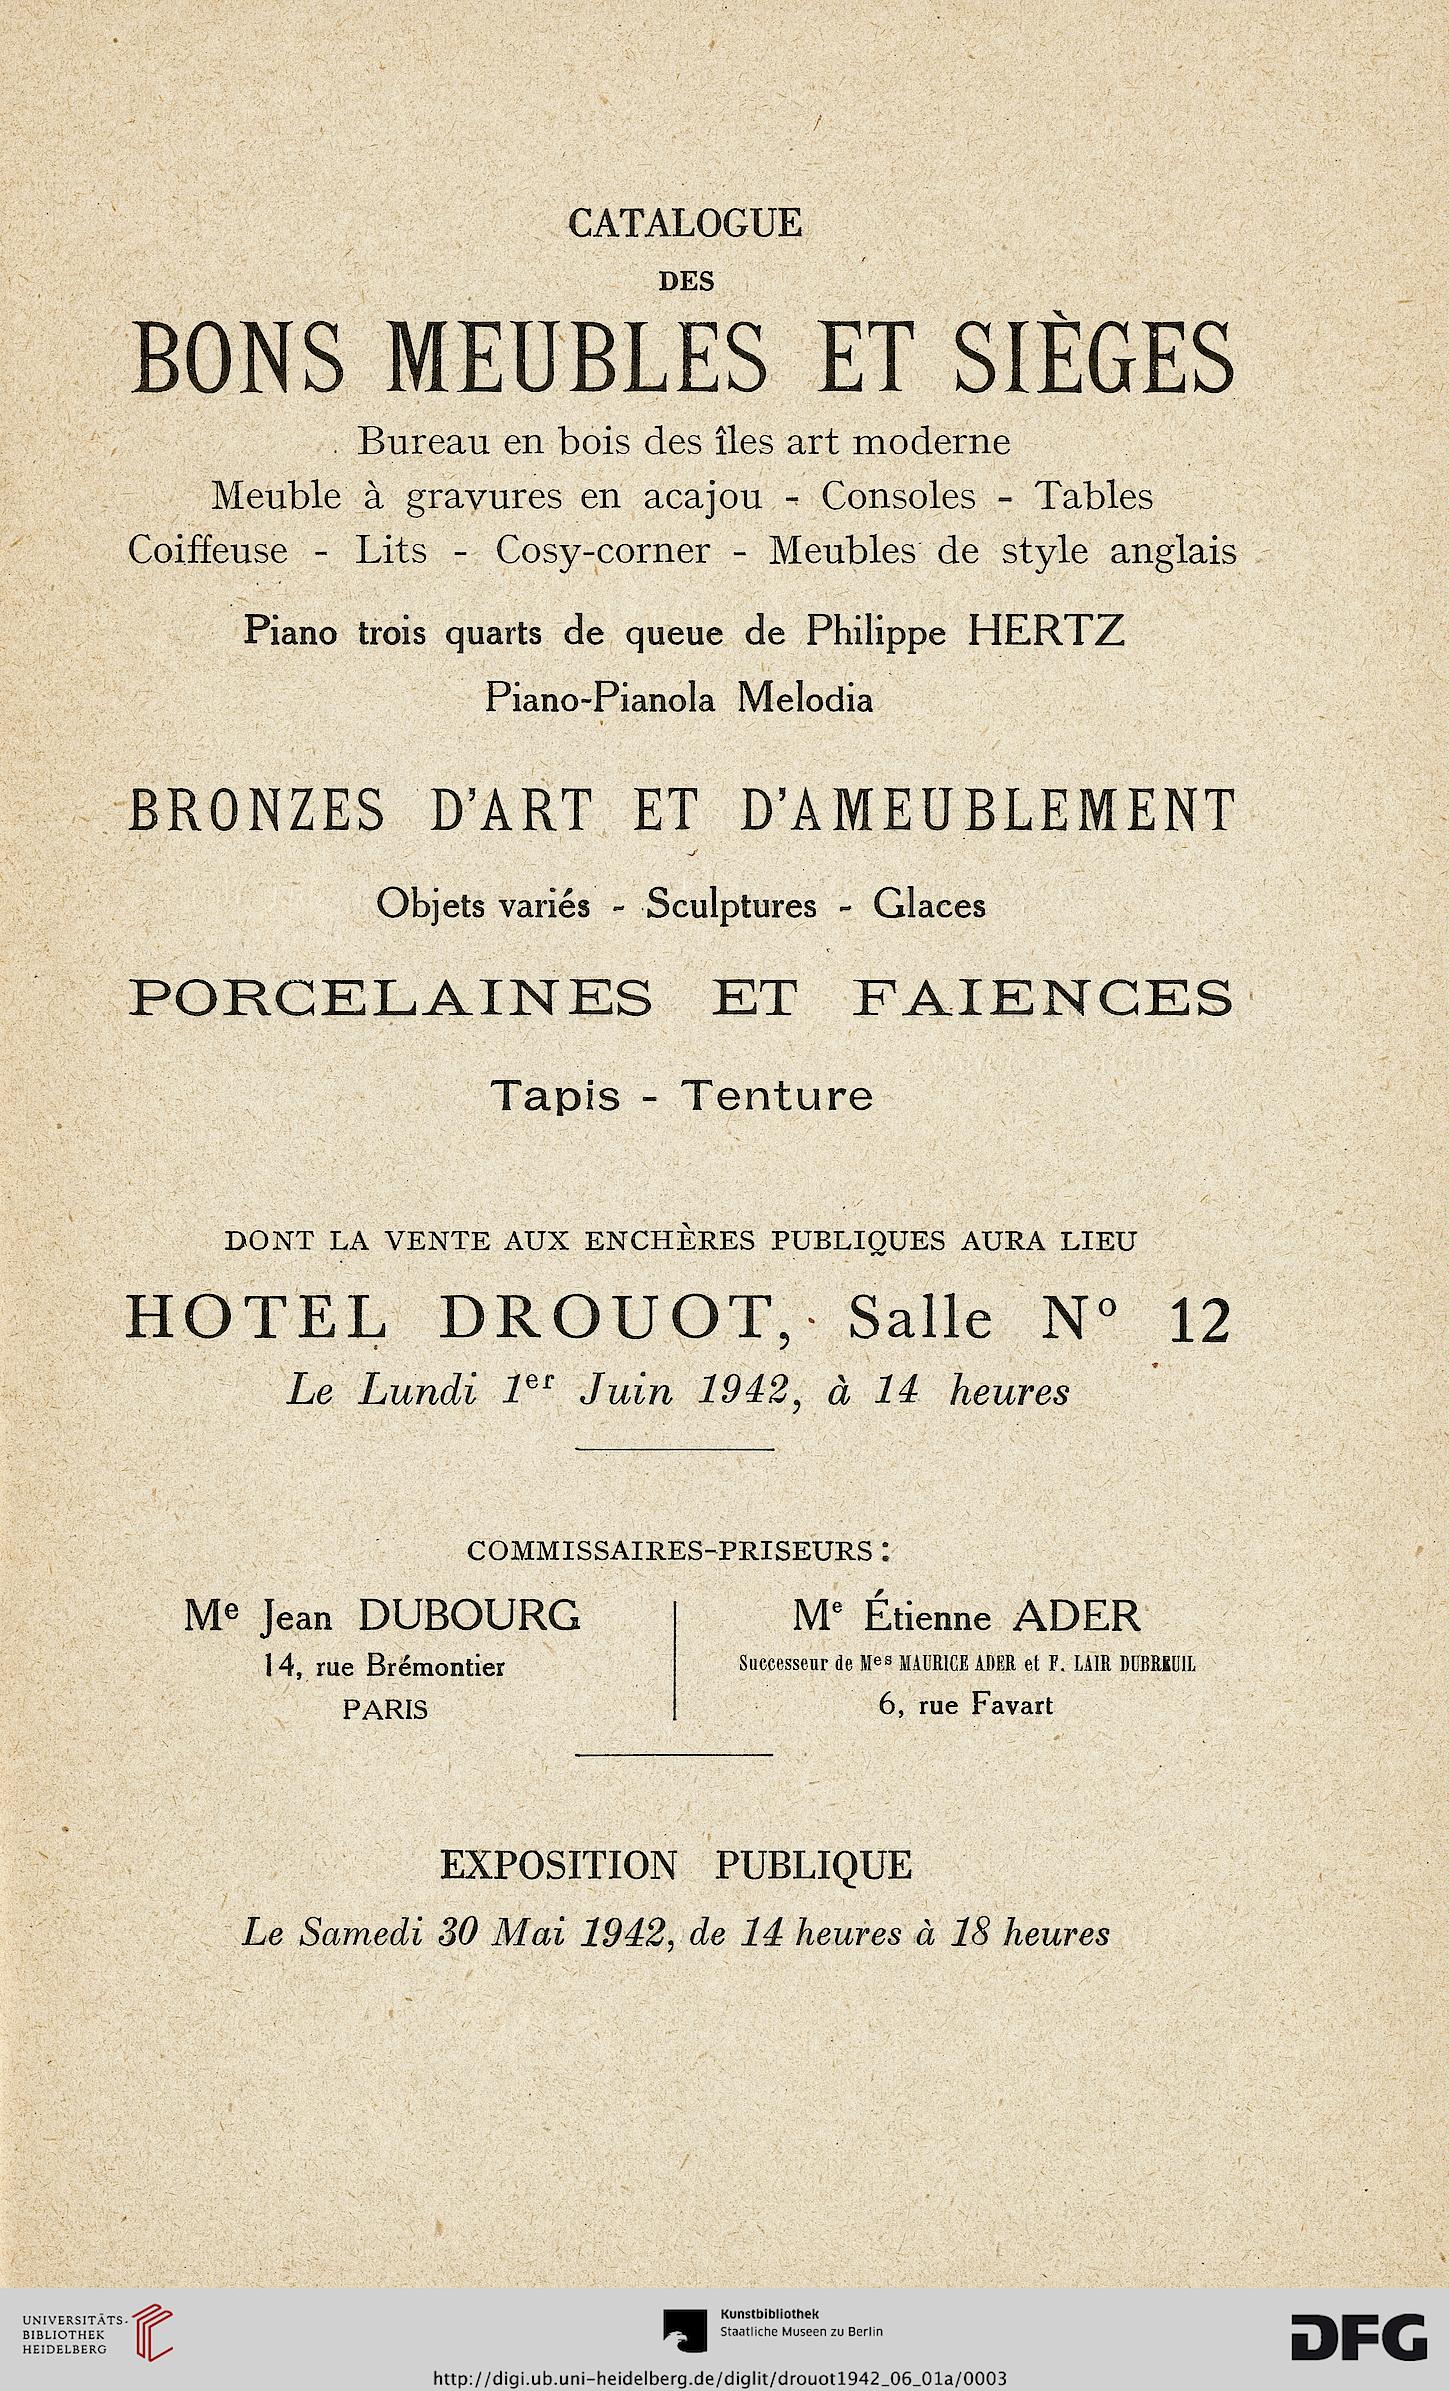 CATALOGUE
DES
BONS MEUBLES ET SIÈGES
Bureau en bois des îles art moderne
Meuble à gravures en acajou - Consoles - Tables
Coiffeuse - Lits - Cosy-corner - Meubles de style anglais
Piano trois quarts de queue de Philippe HERTZ
Piano-Pianola Melodia
BRONZES D'ART ET D'AMEUBLEMENT
Objets variés - Sculptures - Glaces
PORCELAINES ET FAIENCES
Tapis - Tenture
DONT LA VENTE AUX ENCHÈRES PUBLIQUES AURA LIEU
HOTEL DROUOT, Salle Nº 12
Le Lundi 1er Juin 1942, à 14 heures
COMMISSAIRES-PRISEURS :
Me Jean DUBOURG
14, rue Brémontier
PARIS
Me Étienne ADER
Successeur de Mes MAURICE ADER et F. LAIR DUBREUIL
6, rue Favart
EXPOSITION PUBLIQUE
Le Samedi 30 Mai 1942, de 14 heures à 18 heures
UNIVERSITÄTS-
BIBLIOTHEK
HEIDELBERG
Kunstbibliothek
Staatliche Museen zu Berlin
DFG
http://digi.ub.uni-heidelberg.de/diglit/drouot1942_06_01a/0003